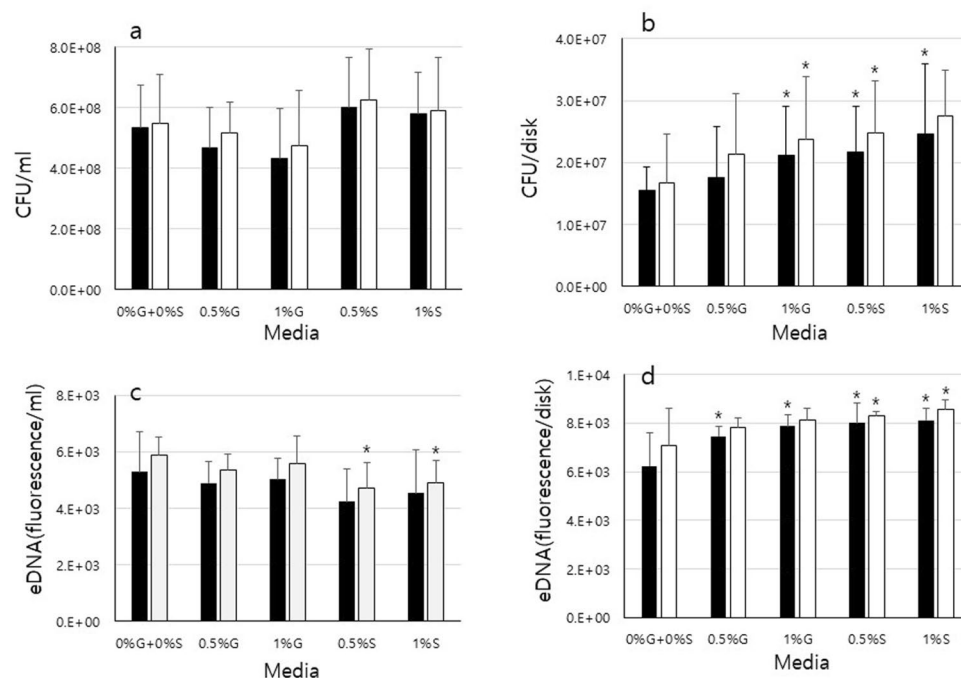 a
8.0E+08
6.0E+08
4.0E+08
2.0E+08
0.0E+00
CFU/ml
0%G+0%S 0.5%G 1%G 0.5%S 1%S
Media
b
4.0E+07
3.0E+07
2.0E+07
1.0E+07
0.0E+00
CFU/disk
* * * * *
0%G+0%S 0.5%G 1%G 0.5%S 1%S
Media
c
8.E+03
6.E+03
4.E+03
2.E+03
0.E+00
eDNA(fluorescence/ml)
* *
0%G+0%S 0.5%G 1%G 0.5%S 1%S
Media
d
1.E+04
8.E+03
6.E+03
4.E+03
2.E+03
0.E+00
eDNA(fluorescence/disk)
* * * * * *
0%G+0%S 0.5%G 1%G 0.5%S 1%S
Media